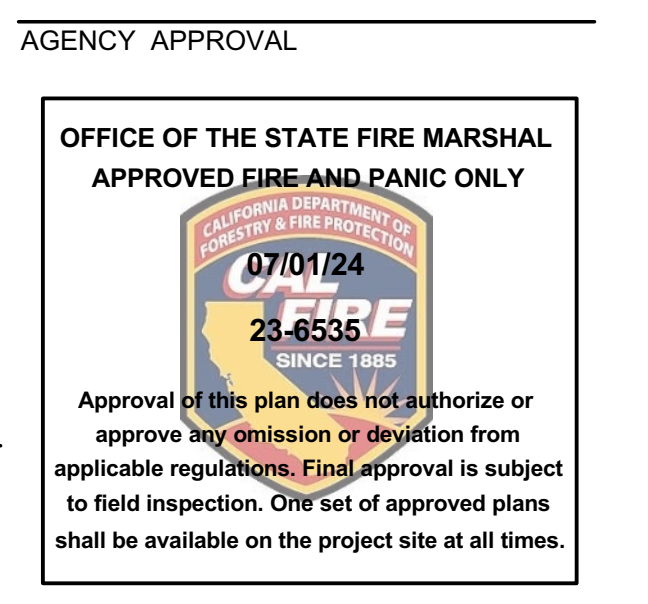 AGENCY APPROVAL
OFFICE OF THE STATE FIRE MARSHAL
APPROVED FIRE AND PANIC ONLY
CALIFORNIA DEPARTMENT OF
FORESTRY & FIRE PROTECTION
07/01/24
CAL
FIRE
23-6535
SINCE 1885
Approval of this plan does not authorize or
approve any omission or deviation from
applicable regulations. Final approval is subject
to field inspection. One set of approved plans
shall be available on the project site at all times.